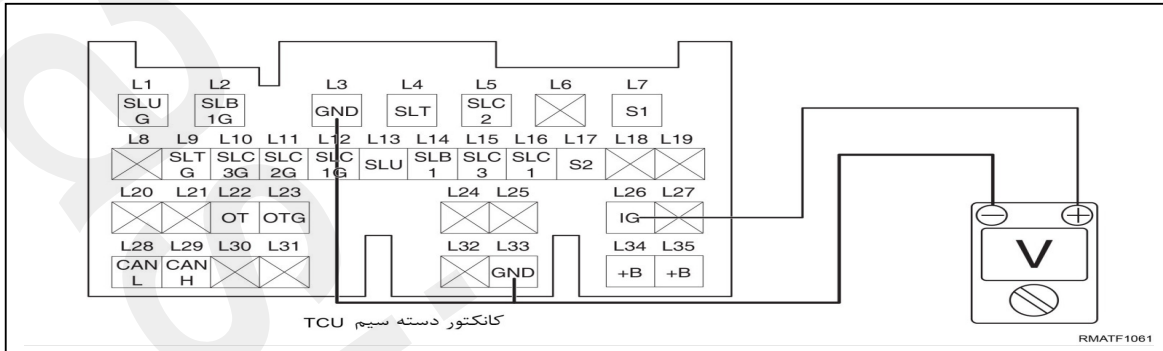 L1 L2 L3 L4 L5 L6 L7
SLU G SLB 1G GND SLT SLC 2 S1
L8 L9 L10 L11 L12 L13 L14 L15 L16 L17 L18 L19
SLT G SLC 3G SLC 2G SLC 1G SLU SLB 1 SLC 3 SLC 1 S2
L20 L21 L22 L23 L24 L25 L26 L27
OT OTG IG
L28 L29 L30 L31 L32 L33 L34 L35
CAN L CAN H GND +B +B
− +
V
کانکتور دسته سیم TCU
RMATF1061